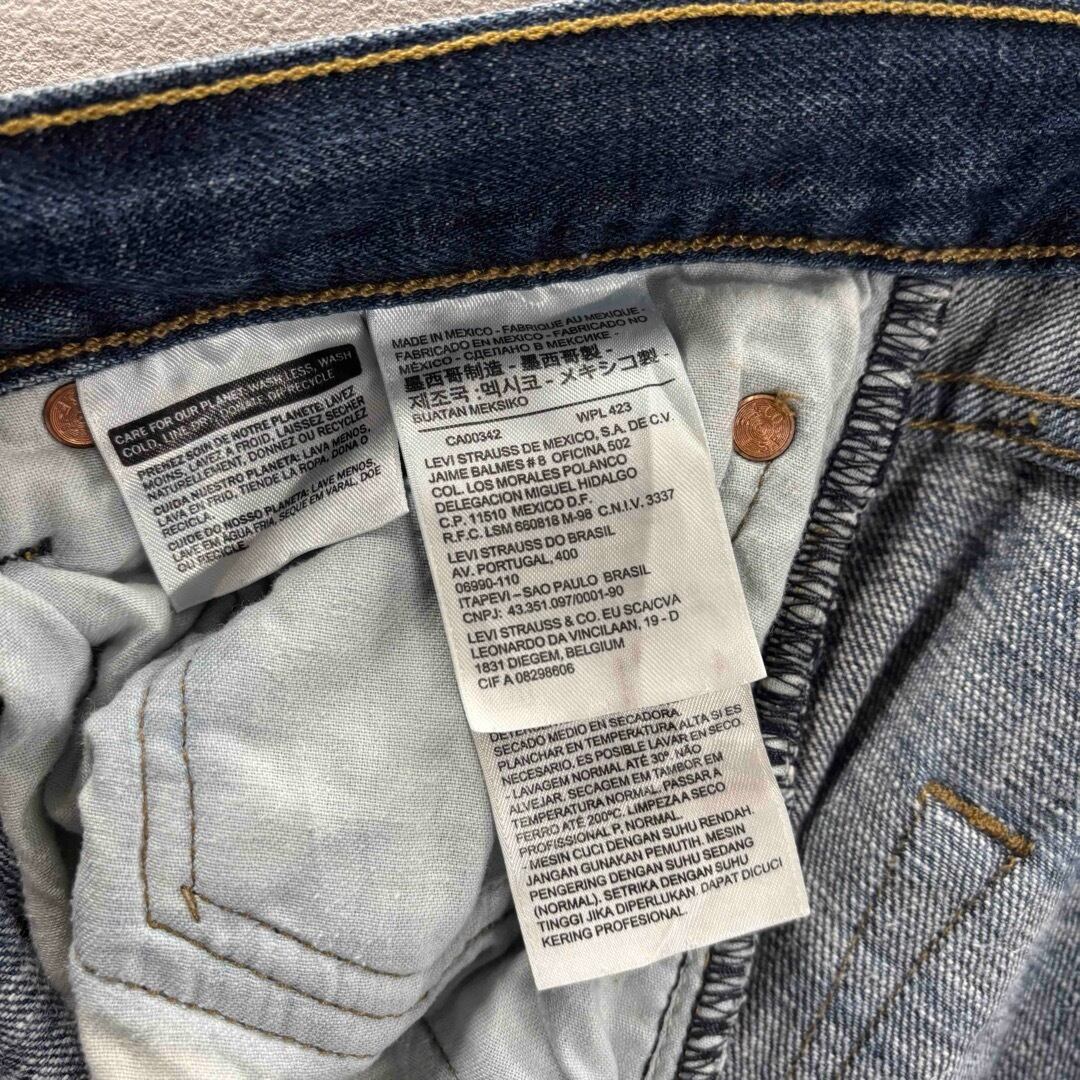 CARE FOR OUR PLANET: WASH LESS, WASH
COLD, LINE DRY, DONATE OR RECYCLE
PRENEZ SOIN DE NOTRE PLANETE: LAVEZ
MOINS, LAVEZ A FROID, LAISSEZ SECHER
NATURELLEMENT, DONNEZ OU RECYCLEZ
CUIDA NUESTRO PLANETA: LAVA MENOS,
LAVA EN FRIO, TIENDE LA ROPA, DONA O
RECICLA.
CUIDE DO NOSSO PLANETA: LAVE MENOS,
LAVE EM ÁGUA FRIA, SEQUE EM VARAL, DOE
OU RECYCLE.
MADE IN MEXICO - FABRIQUE AU MEXIQUE -
FABRICADO EN MEXICO - FABRICADO NO
MÉXICO - СДЕЛАНО В МЕКСИКЕ -
墨西哥制造 - 墨西哥製 -
제조국 :멕시코 - メキシコ製 -
BUATAN MEKSIKO
CA00342 WPL 423
LEVI STRAUSS DE MEXICO, S.A. DE C.V
JAIME BALMES # 8 OFICINA 502
COL. LOS MORALES POLANCO
DELEGACION MIGUEL HIDALGO
C.P. 11510 MEXICO D.F.
R.F.C. LSM 660818 M-98 C.N.I.V. 3337
LEVI STRAUSS DO BRASIL
AV. PORTUGAL, 400
06990-110
ITAPEVI - SAO PAULO BRASIL
CNPJ: 43.351.097/0001-90
LEVI STRAUSS & CO. EU SCA/CVA
LEONARDO DA VINCILAAN, 19 - D
1831 DIEGEM, BELGIUM
CIF A 08298606
SECADO MEDIO EN SECADORA.
PLANCHAR EN TEMPERATURA ALTA SI ES
NECESARIO, ES POSIBLE LAVAR EN SECO.
- LAVAGEM NORMAL ATÉ 30º, NÃO
ALVEJAR, SECAGEM EM TAMBOR EM
TEMPERATURA NORMAL, PASSAR A
FERRO ATÉ 200ºC. LIMPEZA A SECO
PROFISSIONAL P, NORMAL.
- MESIN CUCI DENGAN SUHU RENDAH.
JANGAN GUNAKAN PEMUTIH. MESIN
PENGERING DENGAN SUHU SEDANG
(NORMAL). SETRIKA DENGAN SUHU
TINGGI JIKA DIPERLUKAN. DAPAT DICUCI
KERING PROFESIONAL.